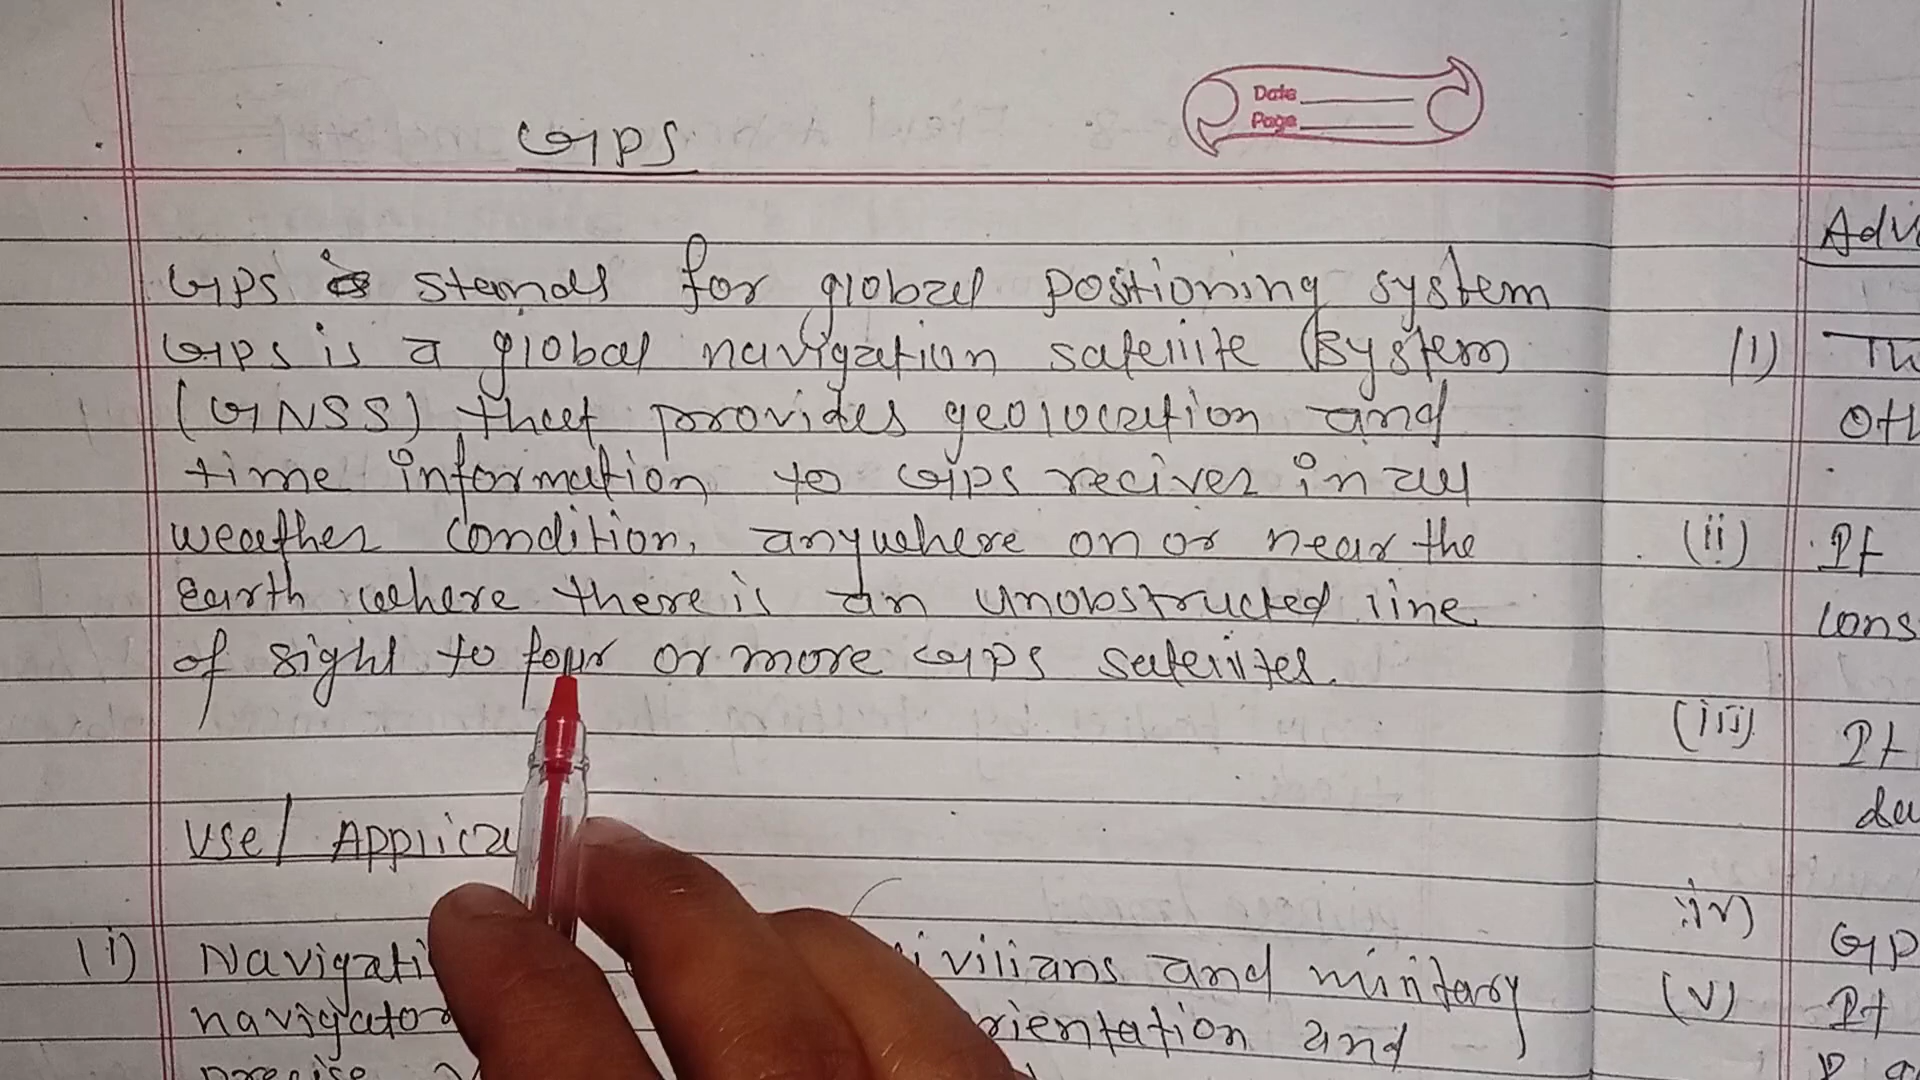 Date
Page
GPS
GPS is stands for global positioning system
GPS is a global navigation satellite (system
(GNSS) that provides geolocation and
time information to GPS reciver in all
weather condition, anywhere on or near the
Earth where there is an unobstructed line
of sight to four or more GPS satellites.
Use/ Applica
(i) Navigati ivilians and military
navigator rientation and
precise
Adv
(i) Th
Oth
(ii) It
cons
(iii) It
da
iv) GP
(v) It